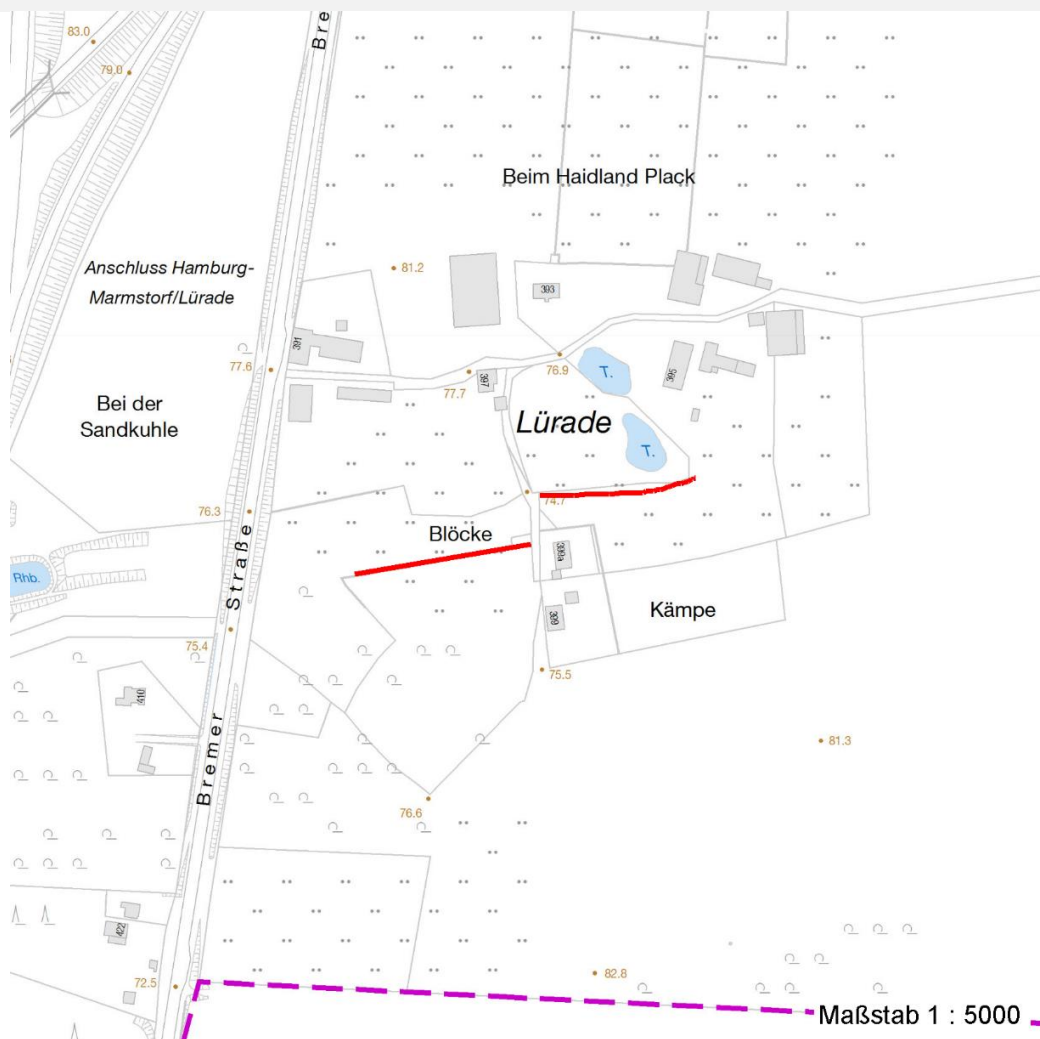 83.0
Bre
79.0
Beim Haidland Plack
Anschluss Hamburg-
Marmstorf/Lürade
81.2
393
391
77.6
77.7
76.9
397
T.
395
Bei der
Sandkuhle
Lürade
T.
76.3
74.7
Blöcke
399a
Rhb.
Straße
399
Kämpe
75.4
75.5
410
Bremer
81.3
76.6
422
72.5
82.8
Maßstab 1 : 5000